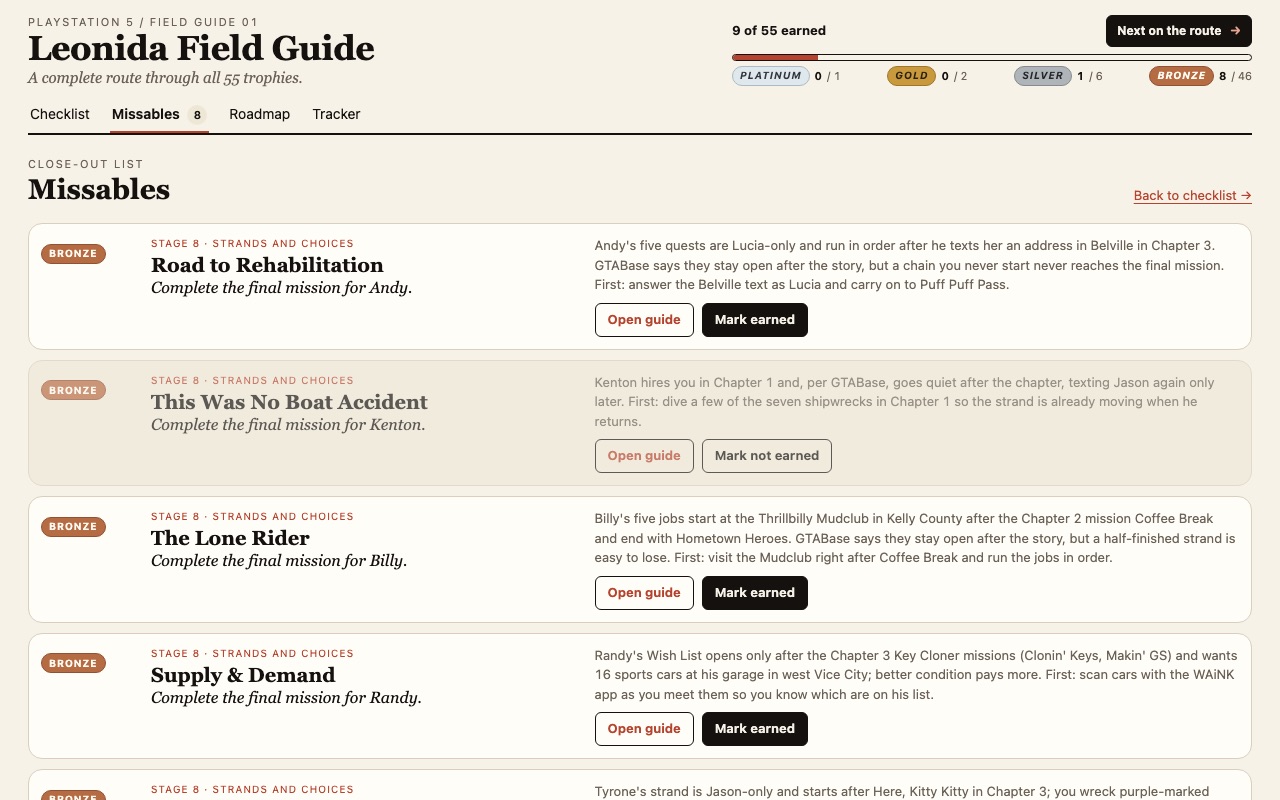 PLAYSTATION 5 / FIELD GUIDE 01
Leonida Field Guide
A complete route through all 55 trophies.
9 of 55 earned
Next on the route →
PLATINUM 0 / 1
GOLD 0 / 2
SILVER 1 / 6
BRONZE 8 / 46
Checklist
Missables 8
Roadmap
Tracker
CLOSE-OUT LIST
Missables
Back to checklist →
BRONZE
STAGE 8 · STRANDS AND CHOICES
Road to Rehabilitation
Complete the final mission for Andy.
Andy's five quests are Lucia-only and run in order after he texts her an address in Belville in Chapter 3.
GTABase says they stay open after the story, but a chain you never start never reaches the final mission.
First: answer the Belville text as Lucia and carry on to Puff Puff Pass.
Open guide
Mark earned
BRONZE
STAGE 8 · STRANDS AND CHOICES
This Was No Boat Accident
Complete the final mission for Kenton.
Kenton hires you in Chapter 1 and, per GTABase, goes quiet after the chapter, texting Jason again only
later. First: dive a few of the seven shipwrecks in Chapter 1 so the strand is already moving when he
returns.
Open guide
Mark not earned
BRONZE
STAGE 8 · STRANDS AND CHOICES
The Lone Rider
Complete the final mission for Billy.
Billy's five jobs start at the Thrillbilly Mudclub in Kelly County after the Chapter 2 mission Coffee Break
and end with Hometown Heroes. GTABase says they stay open after the story, but a half-finished strand is
easy to lose. First: visit the Mudclub right after Coffee Break and run the jobs in order.
Open guide
Mark earned
BRONZE
STAGE 8 · STRANDS AND CHOICES
Supply & Demand
Complete the final mission for Randy.
Randy's Wish List opens only after the Chapter 3 Key Cloner missions (Clonin' Keys, Makin' GS) and wants
16 sports cars at his garage in west Vice City; better condition pays more. First: scan cars with the WAiNK
app as you meet them so you know which are on his list.
Open guide
Mark earned
BRONZE
STAGE 8 · STRANDS AND CHOICES
Tyrone's strand is Jason-only and starts after Here, Kitty Kitty in Chapter 3; you wreck purple-marked